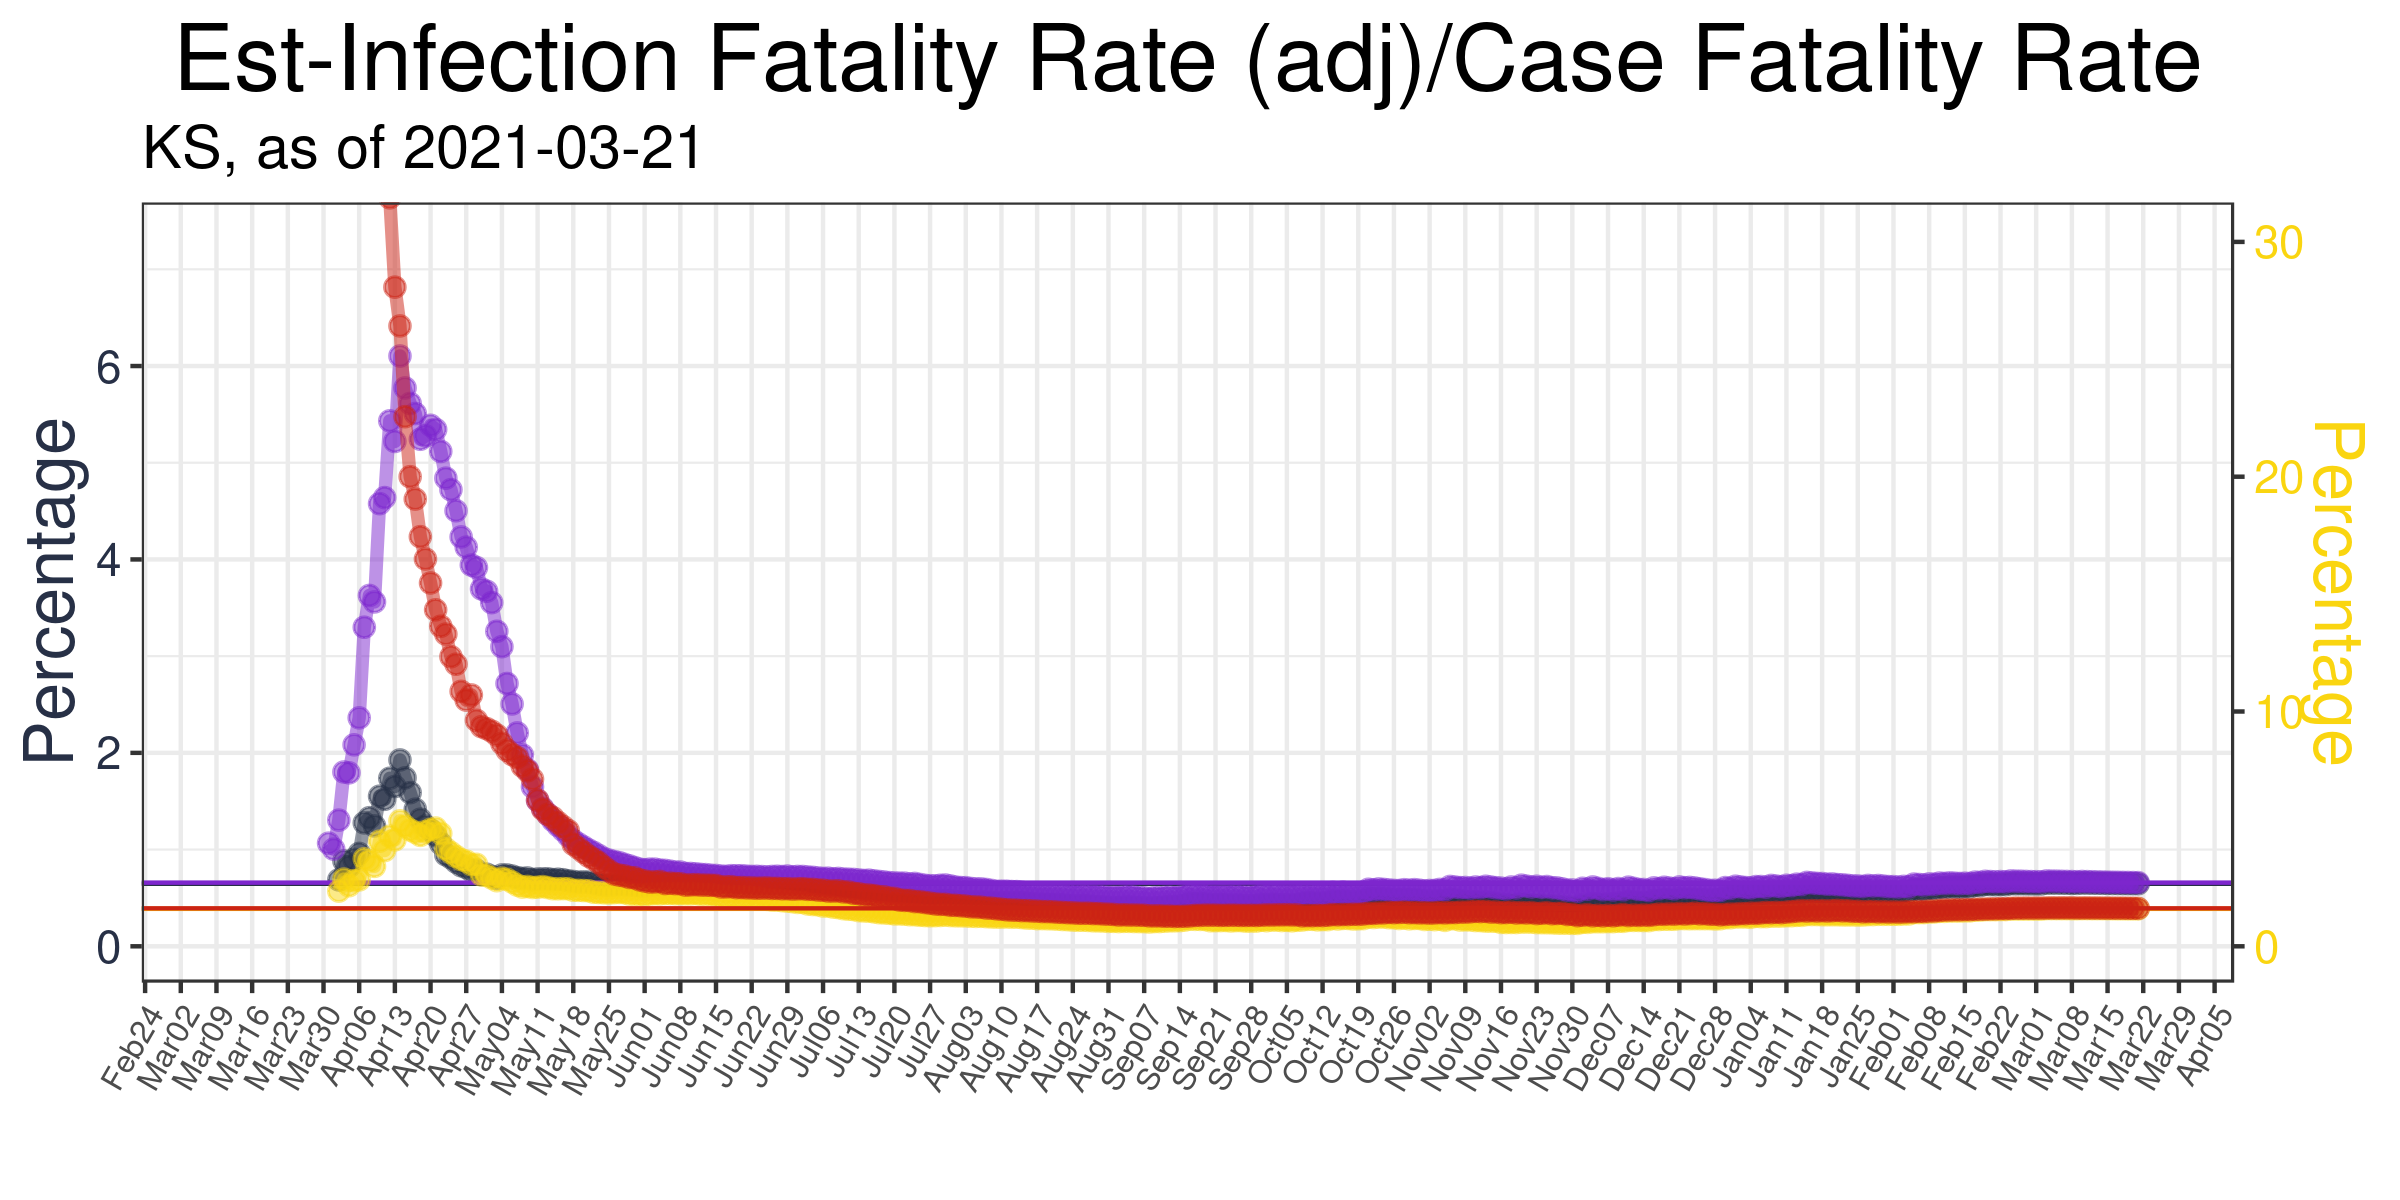 Est-Infection Fatality Rate (adj)/Case Fatality Rate
KS, as of 2021-03-21
Percentage
6
4
2
0
30
20
10
0
Percentage
Feb24
Mar02
Mar09
Mar16
Mar23
Mar30
Apr06
Apr13
Apr20
Apr27
May04
May11
May18
May25
Jun01
Jun08
Jun15
Jun22
Jun29
Jul06
Jul13
Jul20
Jul27
Aug03
Aug10
Aug17
Aug24
Aug31
Sep07
Sep14
Sep21
Sep28
Oct05
Oct12
Oct19
Oct26
Nov02
Nov09
Nov16
Nov23
Nov30
Dec07
Dec14
Dec21
Dec28
Jan04
Jan11
Jan18
Jan25
Feb01
Feb08
Feb15
Feb22
Mar01
Mar08
Mar15
Mar22
Mar29
Apr05